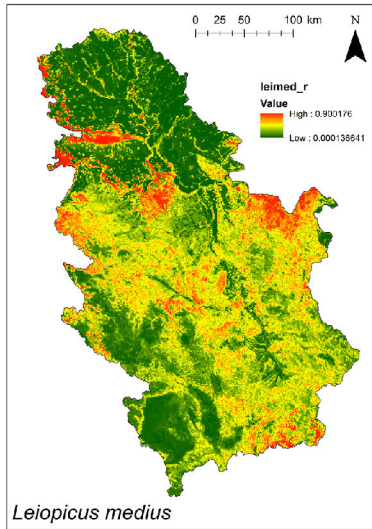 0 25 50 100 km
N
leimed_r
Value
High : 0.900176
Low : 0.000136641
Leiopicus medius